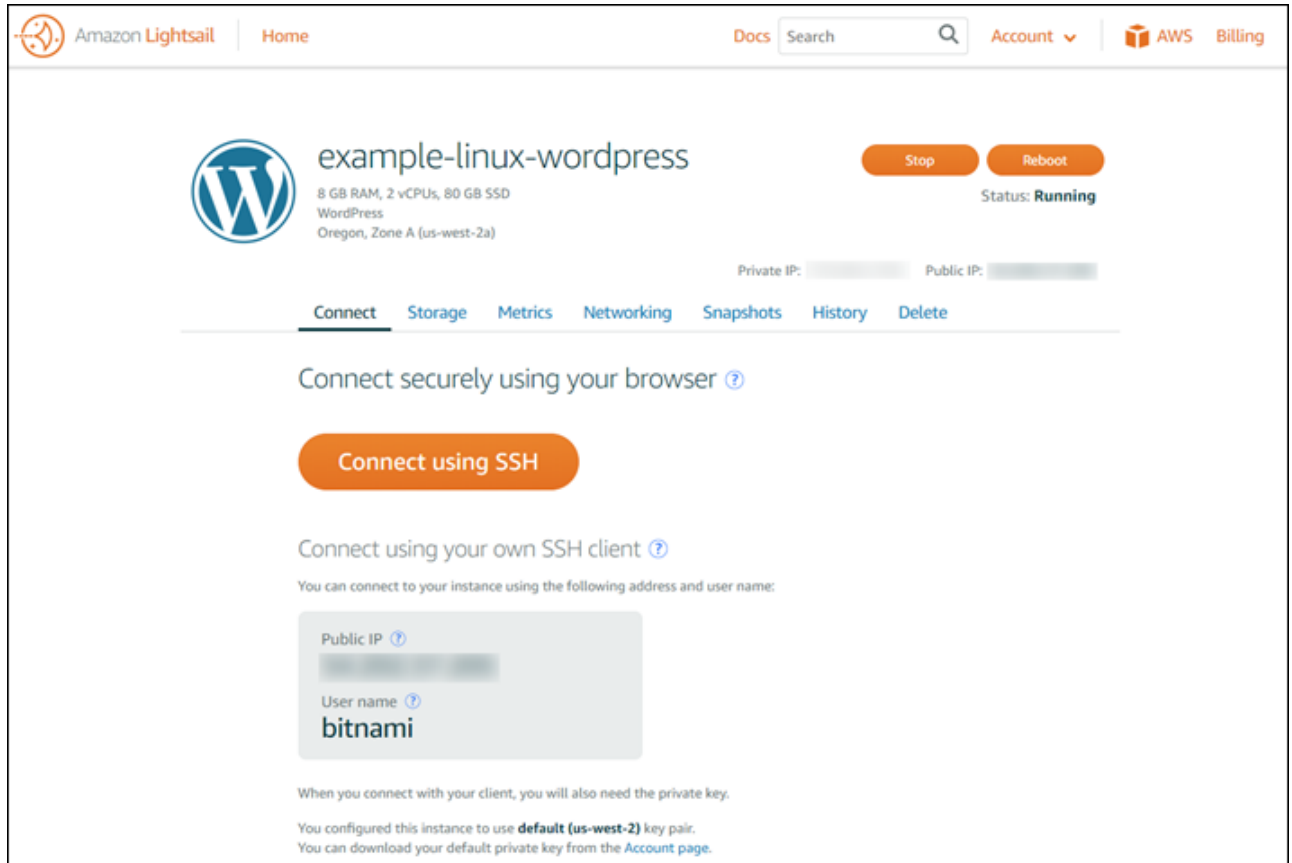 Amazon Lightsail Home Docs Search Account AWS Billing
example-linux-wordpress
Stop Reboot
8 GB RAM, 2 vCPUs, 80 GB SSD
Status: Running
WordPress
Oregon, Zone A (us-west-2a)
Private IP: Public IP:
Connect Storage Metrics Networking Snapshots History Delete
Connect securely using your browser ?
Connect using SSH
Connect using your own SSH client ?
You can connect to your instance using the following address and user name:
Public IP ?
User name ?
bitnami
When you connect with your client, you will also need the private key.
You configured this instance to use default (us-west-2) key pair.
You can download your default private key from the Account page.